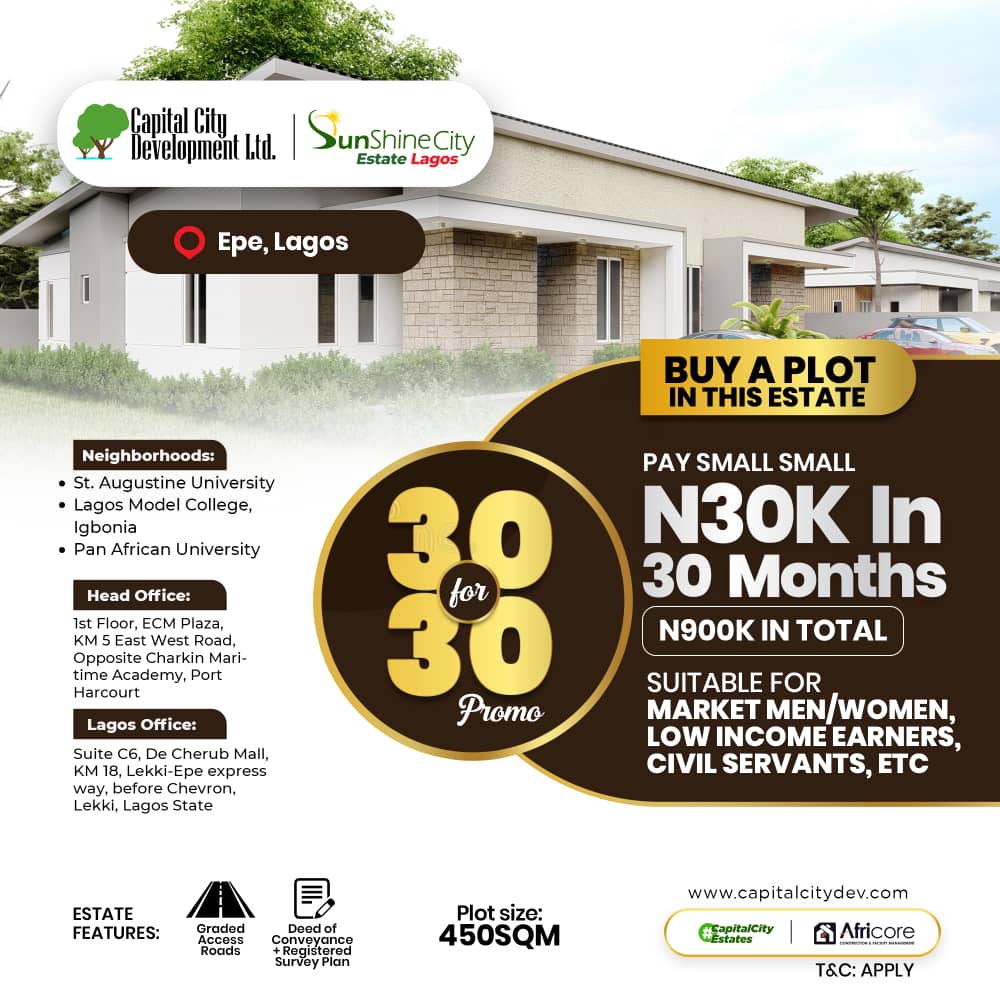 Capital City
Development Ltd.
SunShineCity
Estate Lagos
Epe, Lagos
BUY A PLOT
IN THIS ESTATE
PAY SMALL SMALL
N30K In
30 Months
N900K IN TOTAL
SUITABLE FOR
MARKET MEN/WOMEN,
LOW INCOME EARNERS,
CIVIL SERVANTS, ETC
30
for
30
Promo
Neighborhoods:
• St. Augustine University
• Lagos Model College,
Igbonia
• Pan African University
Head Office:
1st Floor, ECM Plaza,
KM 5 East West Road,
Opposite Charkin Mari-
time Academy, Port
Harcourt
Lagos Office:
Suite C6, De Cherub Mall,
KM 18, Lekki-Epe express
way, before Chevron,
Lekki, Lagos State
ESTATE
FEATURES:
Graded
Access
Roads
Deed of
Conveyance
+ Registered
Survey Plan
Plot size:
450SQM
www.capitalcitydev.com
#CapitalCity
Estates
Africore
CONSTRUCTION & FACILITY MANAGEMENT
T&C: APPLY